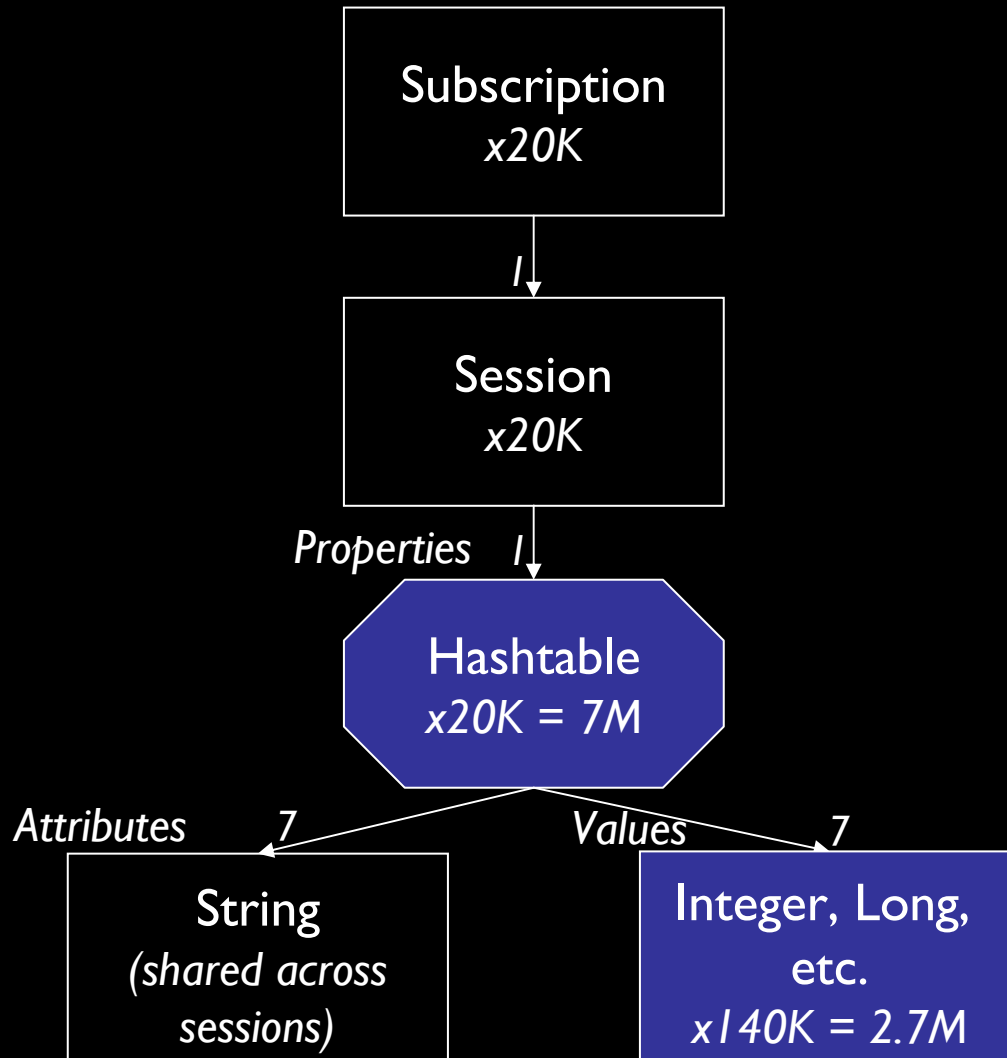 Subscription
x20K
1
Session
x20K
Properties 1
Hashtable
x20K = 7M
Attributes 7
Values 7
String
(shared across
sessions)
Integer, Long,
etc.
x140K = 2.7M